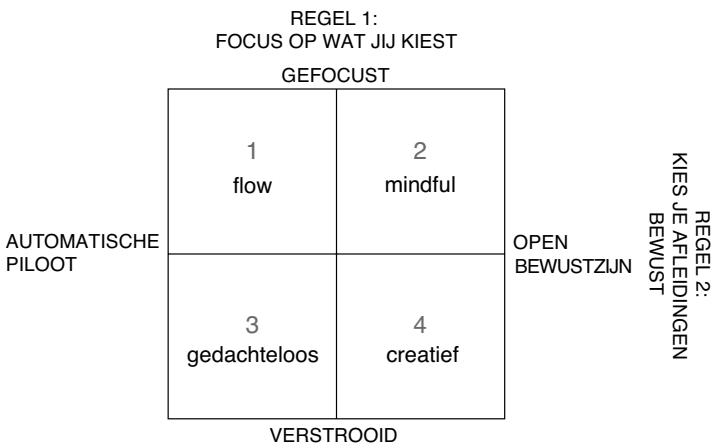 REGEL 1:
FOCUS OP WAT JIJ KIEST
GEFOCUST
1
flow
2
mindful
AUTOMATISCHE
PILOOT
OPEN
BEWUSTZIJN
REGEL 2:
KIES JE AFLEIDINGEN
BEWUST
3
gedachteloos
4
creatief
VERSTROOID